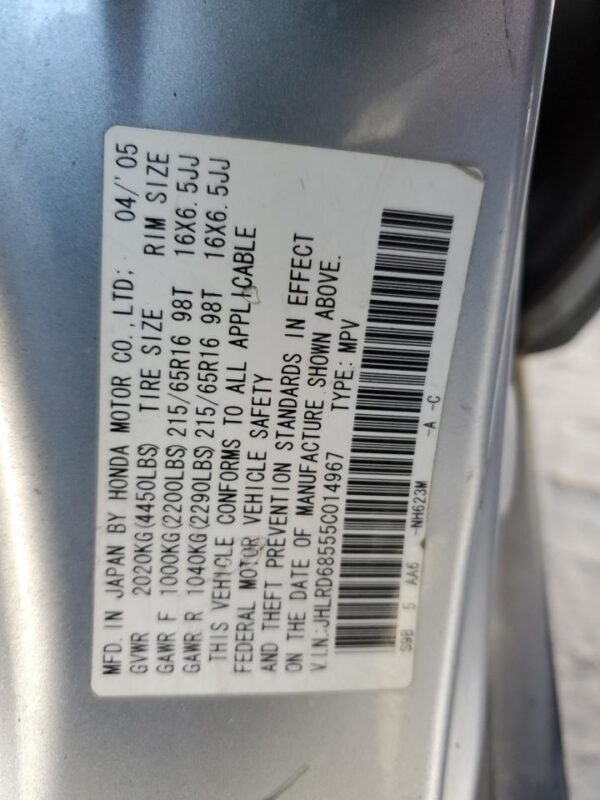 MFD. IN JAPAN BY HONDA MOTOR CO.,LTD; 04/'05
GVWR 2020KG(4450LBS) TIRE SIZE RIM SIZE
GAWR F 1000KG(2200LBS)215/65R16 98T 16X6.5JJ
GAWR R 1040KG(2290LBS)215/65R16 98T 16X6.5JJ
THIS VEHICLE CONFORMS TO ALL APPLICABLE
FEDERAL MOTOR VEHICLE SAFETY
AND THEFT PREVENTION STANDARDS IN EFFECT
ON THE DATE OF MANUFACTURE SHOWN ABOVE.
V.I.N.:JHLRD68555C014967 TYPE: MPV
S9B 5 AA6 -NH623M -A -C